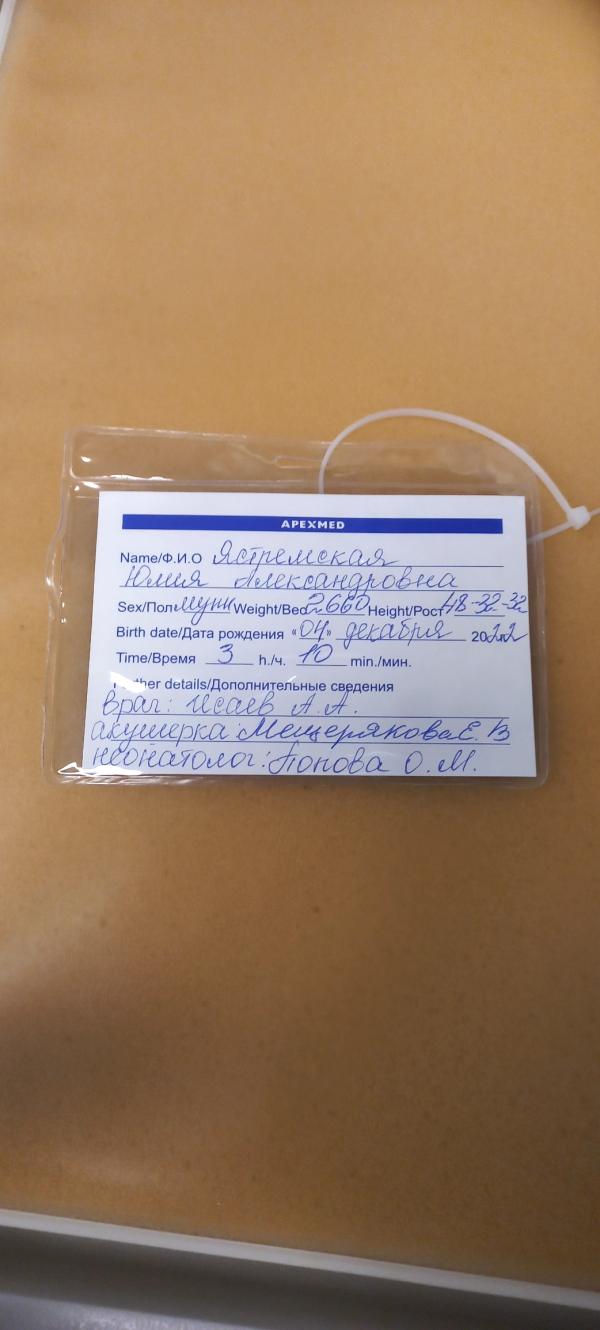 APEXMED
Name/Ф.И.О Ястремская
Юлия Александровна
Sex/Пол муж Weight/Вес 2660 Height/Рост 48-32-32
Birth date/Дата рождения «04» декабря 2022
Time/Время 3 h./ч. 10 min./мин.
details/Дополнительные сведения
врач: Исаев А.А.
акушерка: Мещерякова Е.В
неонатолог: Попова О.М.